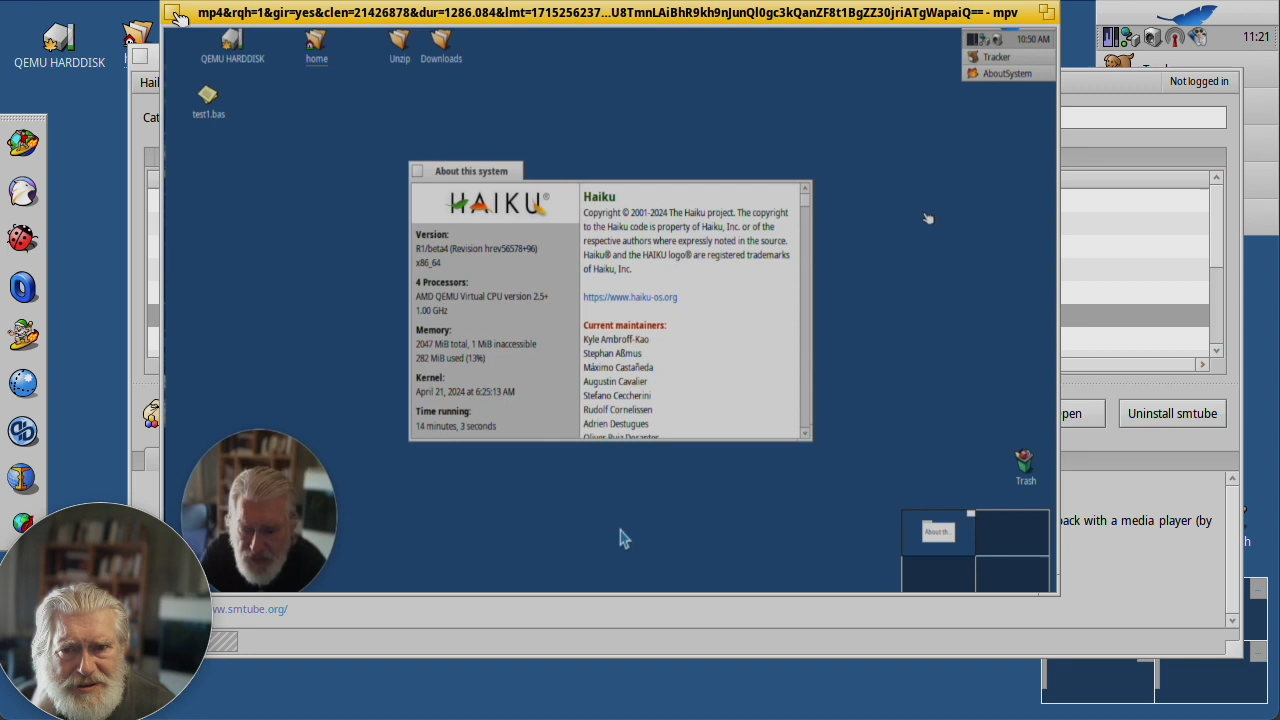 mp4&rqh=1&gir=yes&clen=21426878&dur=1286.084&lmt=1715256237...U8TmnLAiBhR9kh9nJunQl0gc3kQanZF8t1BgZZ30jriATgWapaiQ== - mpv
QEMU HARDDISK
11:21
Hail
Cat
Not logged in
QEMU HARDDISK
home
Unzip
Downloads
10:50 AM
Tracker
AboutSystem
test1.bas
About this system
HAIKU®
Version:
R1/beta4 (Revision hrev56578+96)
x86_64
4 Processors:
AMD QEMU Virtual CPU version 2.5+
1.00 GHz
Memory:
2047 MiB total, 1 MiB inaccessible
282 MiB used (13%)
Kernel:
April 21, 2024 at 6:25:13 AM
Time running:
14 minutes, 3 seconds
Haiku
Copyright © 2001-2024 The Haiku project. The copyright
to the Haiku code is property of Haiku, Inc. or of the
respective authors where expressly noted in the source.
Haiku® and the HAIKU logo® are registered trademarks
of Haiku, Inc.
https://www.haiku-os.org
Current maintainers:
Kyle Ambroff-Kao
Stephan Aßmus
Máximo Castañeda
Augustin Cavalier
Stefano Ceccherini
Rudolf Cornelissen
Adrien Destugues
Oliver Ruiz Dorantes
Trash
About th...
pen
Uninstall smtube
back with a media player (by
ww.smtube.org/